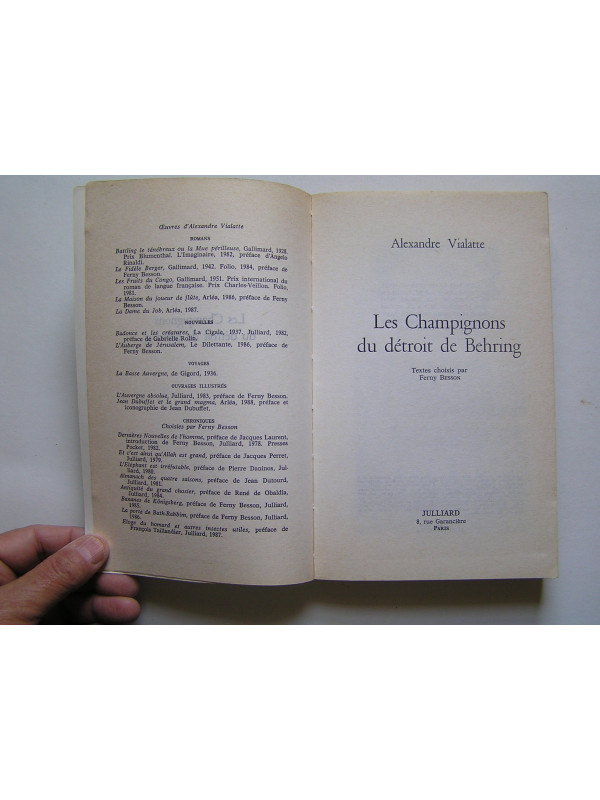 Œuvres d'Alexandre Vialatte
ROMANS
Battling le ténébreux ou la Mue périlleuse, Gallimard, 1928,
Prix Blumenthal. L'Imaginaire, 1982, préface d'Angelo
Rinaldi.
Le Fidèle Berger, Gallimard, 1942. Folio, 1984, préface de
Ferny Besson.
Les Fruits du Congo, Gallimard, 1951. Prix international du
roman de langue française. Prix Charles-Veillon. Folio,
1981.
La Maison du joueur de flûte, Arléa, 1986, préface de Ferny
Besson.
La Dame du Job, Arléa, 1987.
NOUVELLES
Badonce et les créatures, La Cigale, 1937, Julliard, 1982,
préface de Gabrielle Rolin.
L'Auberge de Jérusalem, Le Dilettante, 1986, préface de
Ferny Besson.
VOYAGES
La Basse Auvergne, de Gigord, 1936.
OUVRAGES ILLUSTRÉS
L'Auvergne absolue, Julliard, 1983, préface de Ferny Besson.
Jean Dubuffet et le grand magma, Arléa, 1988, préface et
iconographie de Jean Dubuffet.
CHRONIQUES
Choisies par Ferny Besson
Dernières Nouvelles de l'homme, préface de Jacques Laurent,
introduction de Ferny Besson, Julliard, 1978. Presses
Pocket, 1982.
Et c'est ainsi qu'Allah est grand, préface de Jacques Perret,
Julliard, 1979.
L'Eléphant est irréfutable, préface de Pierre Daninos, Jul-
liard, 1980.
Almanach des quatre saisons, préface de Jean Dutourd,
Julliard, 1981.
Antiquité du grand chosier, préface de René de Obaldia,
Julliard, 1984.
Bananes de Königsberg, préface de Ferny Besson, Julliard,
1985.
La porte de Bath-Rabbim, préface de Ferny Besson, Julliard,
1986.
Eloge du homard et autres insectes utiles, préface de
François Taillandier, Julliard, 1987.
Alexandre Vialatte
Les Champignons
du détroit de Behring
Textes choisis par
Ferny Besson
JULLIARD
8, rue Garancière
PARIS